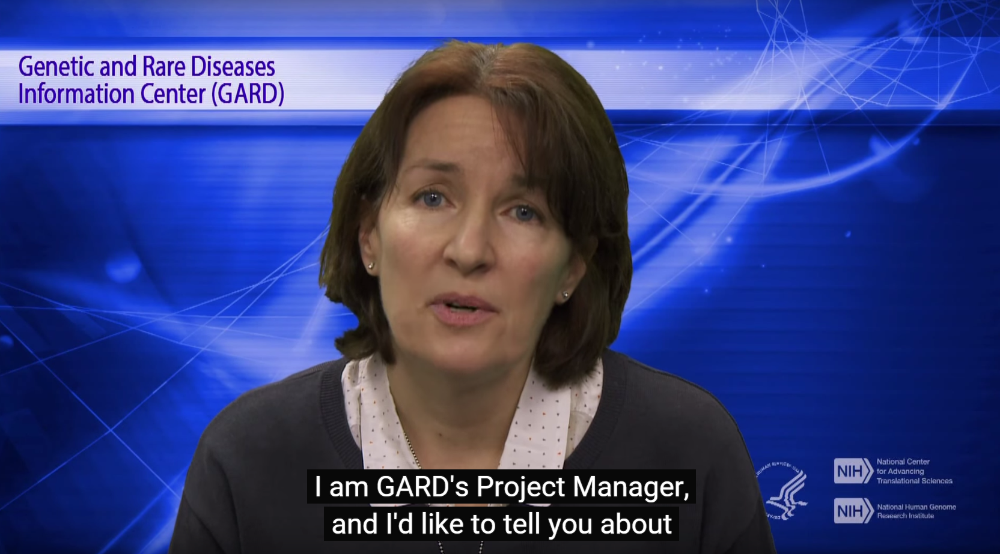 Genetic and Rare Diseases
Information Center (GARD)
I am GARD's Project Manager,
and I'd like to tell you about
NIH
National Center
for Advancing
Translational Sciences
NIH
National Human Genome
Research Institute